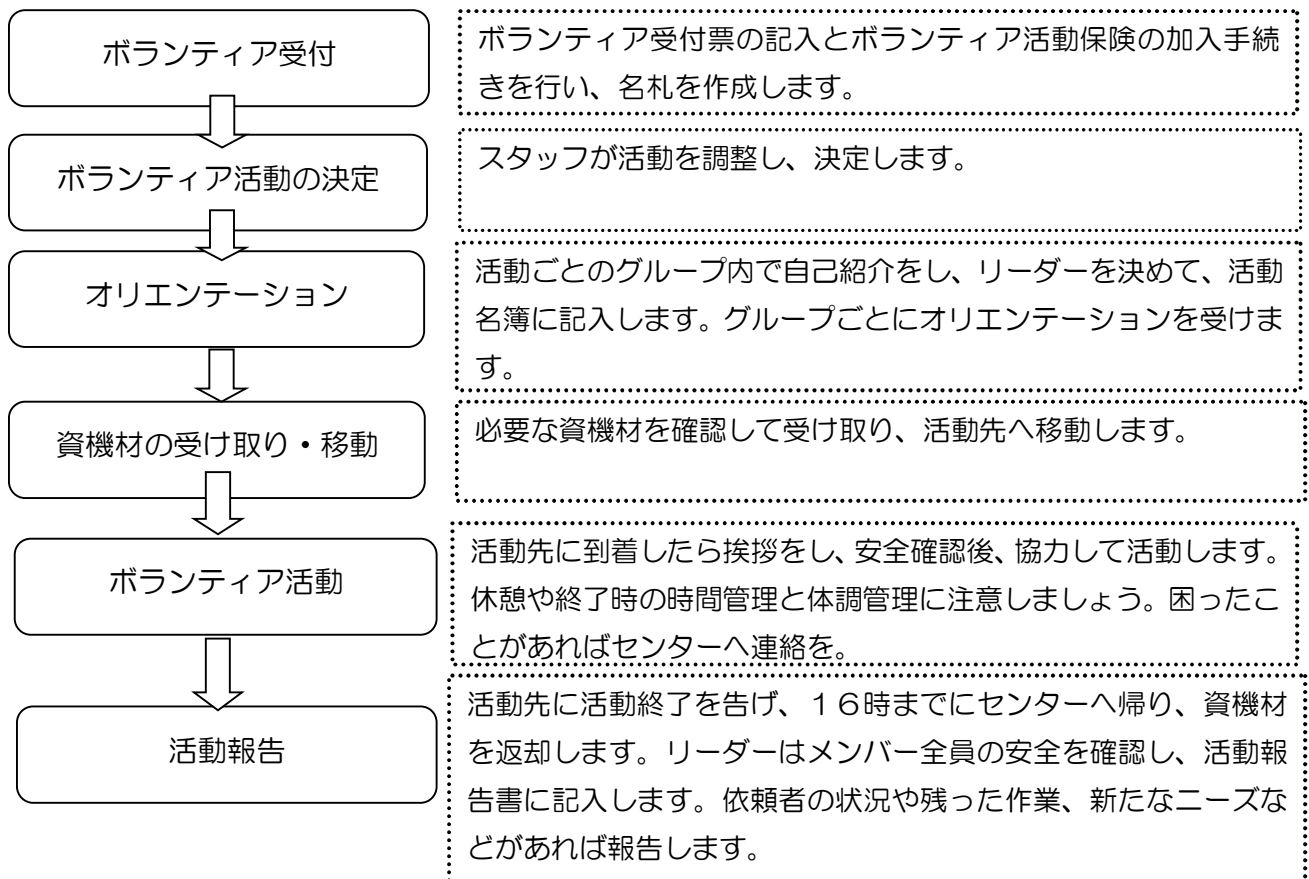 ボランティア受付
ボランティア受付票の記入とボランティア活動保険の加入手続
きを行い、名札を作成します。
ボランティア活動の決定
スタッフが活動を調整し、決定します。
オリエンテーション
活動ごとのグループ内で自己紹介をし、リーダーを決めて、活動
名簿に記入します。グループごとにオリエンテーションを受けま
す。
資機材の受け取り・移動
必要な資機材を確認して受け取り、活動先へ移動します。
ボランティア活動
活動先に到着したら挨拶をし、安全確認後、協力して活動します。
休憩や終了時の時間管理と体調管理に注意しましょう。困ったこ
とがあればセンターへ連絡を。
活動報告
活動先に活動終了を告げ、１６時までにセンターへ帰り、資機材
を返却します。リーダーはメンバー全員の安全を確認し、活動報
告書に記入します。依頼者の状況や残った作業、新たなニーズな
どがあれば報告します。